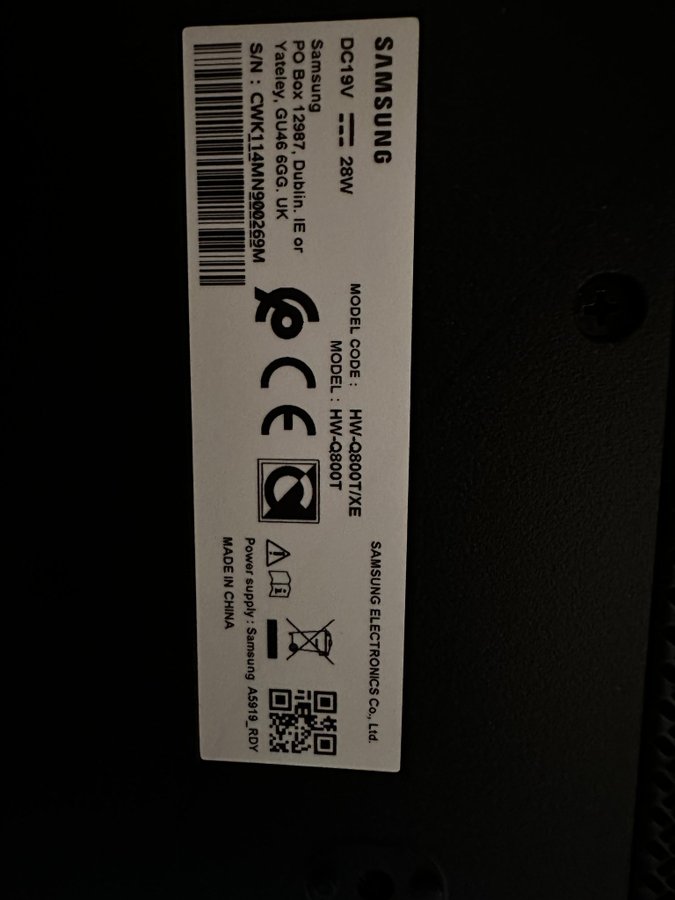 SAMSUNG
DC19V 28W
Samsung
PO Box 12987, Dublin. IE or
Yateley, GU46 6GG. UK
S/N : CWK114MN900269M
MODEL CODE : HW-Q800T/XE
MODEL : HW-Q800T
CE
SAMSUNG ELECTRONICS Co., Ltd.
Power supply : Samsung A5919_RDY
MADE IN CHINA